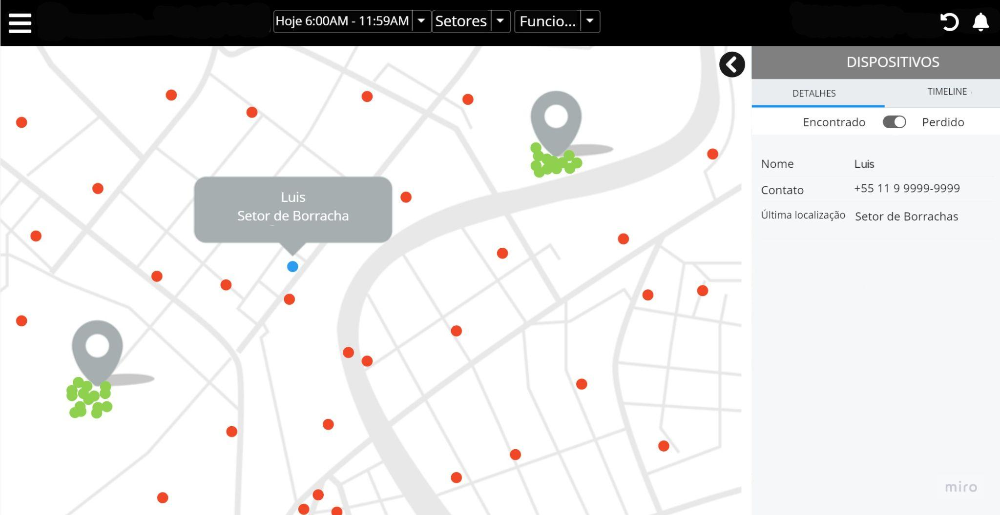 Hoje 6:00AM - 11:59AM
Setores
Funcio...
DISPOSITIVOS
DETALHES
TIMELINE
Encontrado
Perdido
Luis
Setor de Borracha
Nome Luis
Contato +55 11 9 9999-9999
Última localização Setor de Borrachas
miro